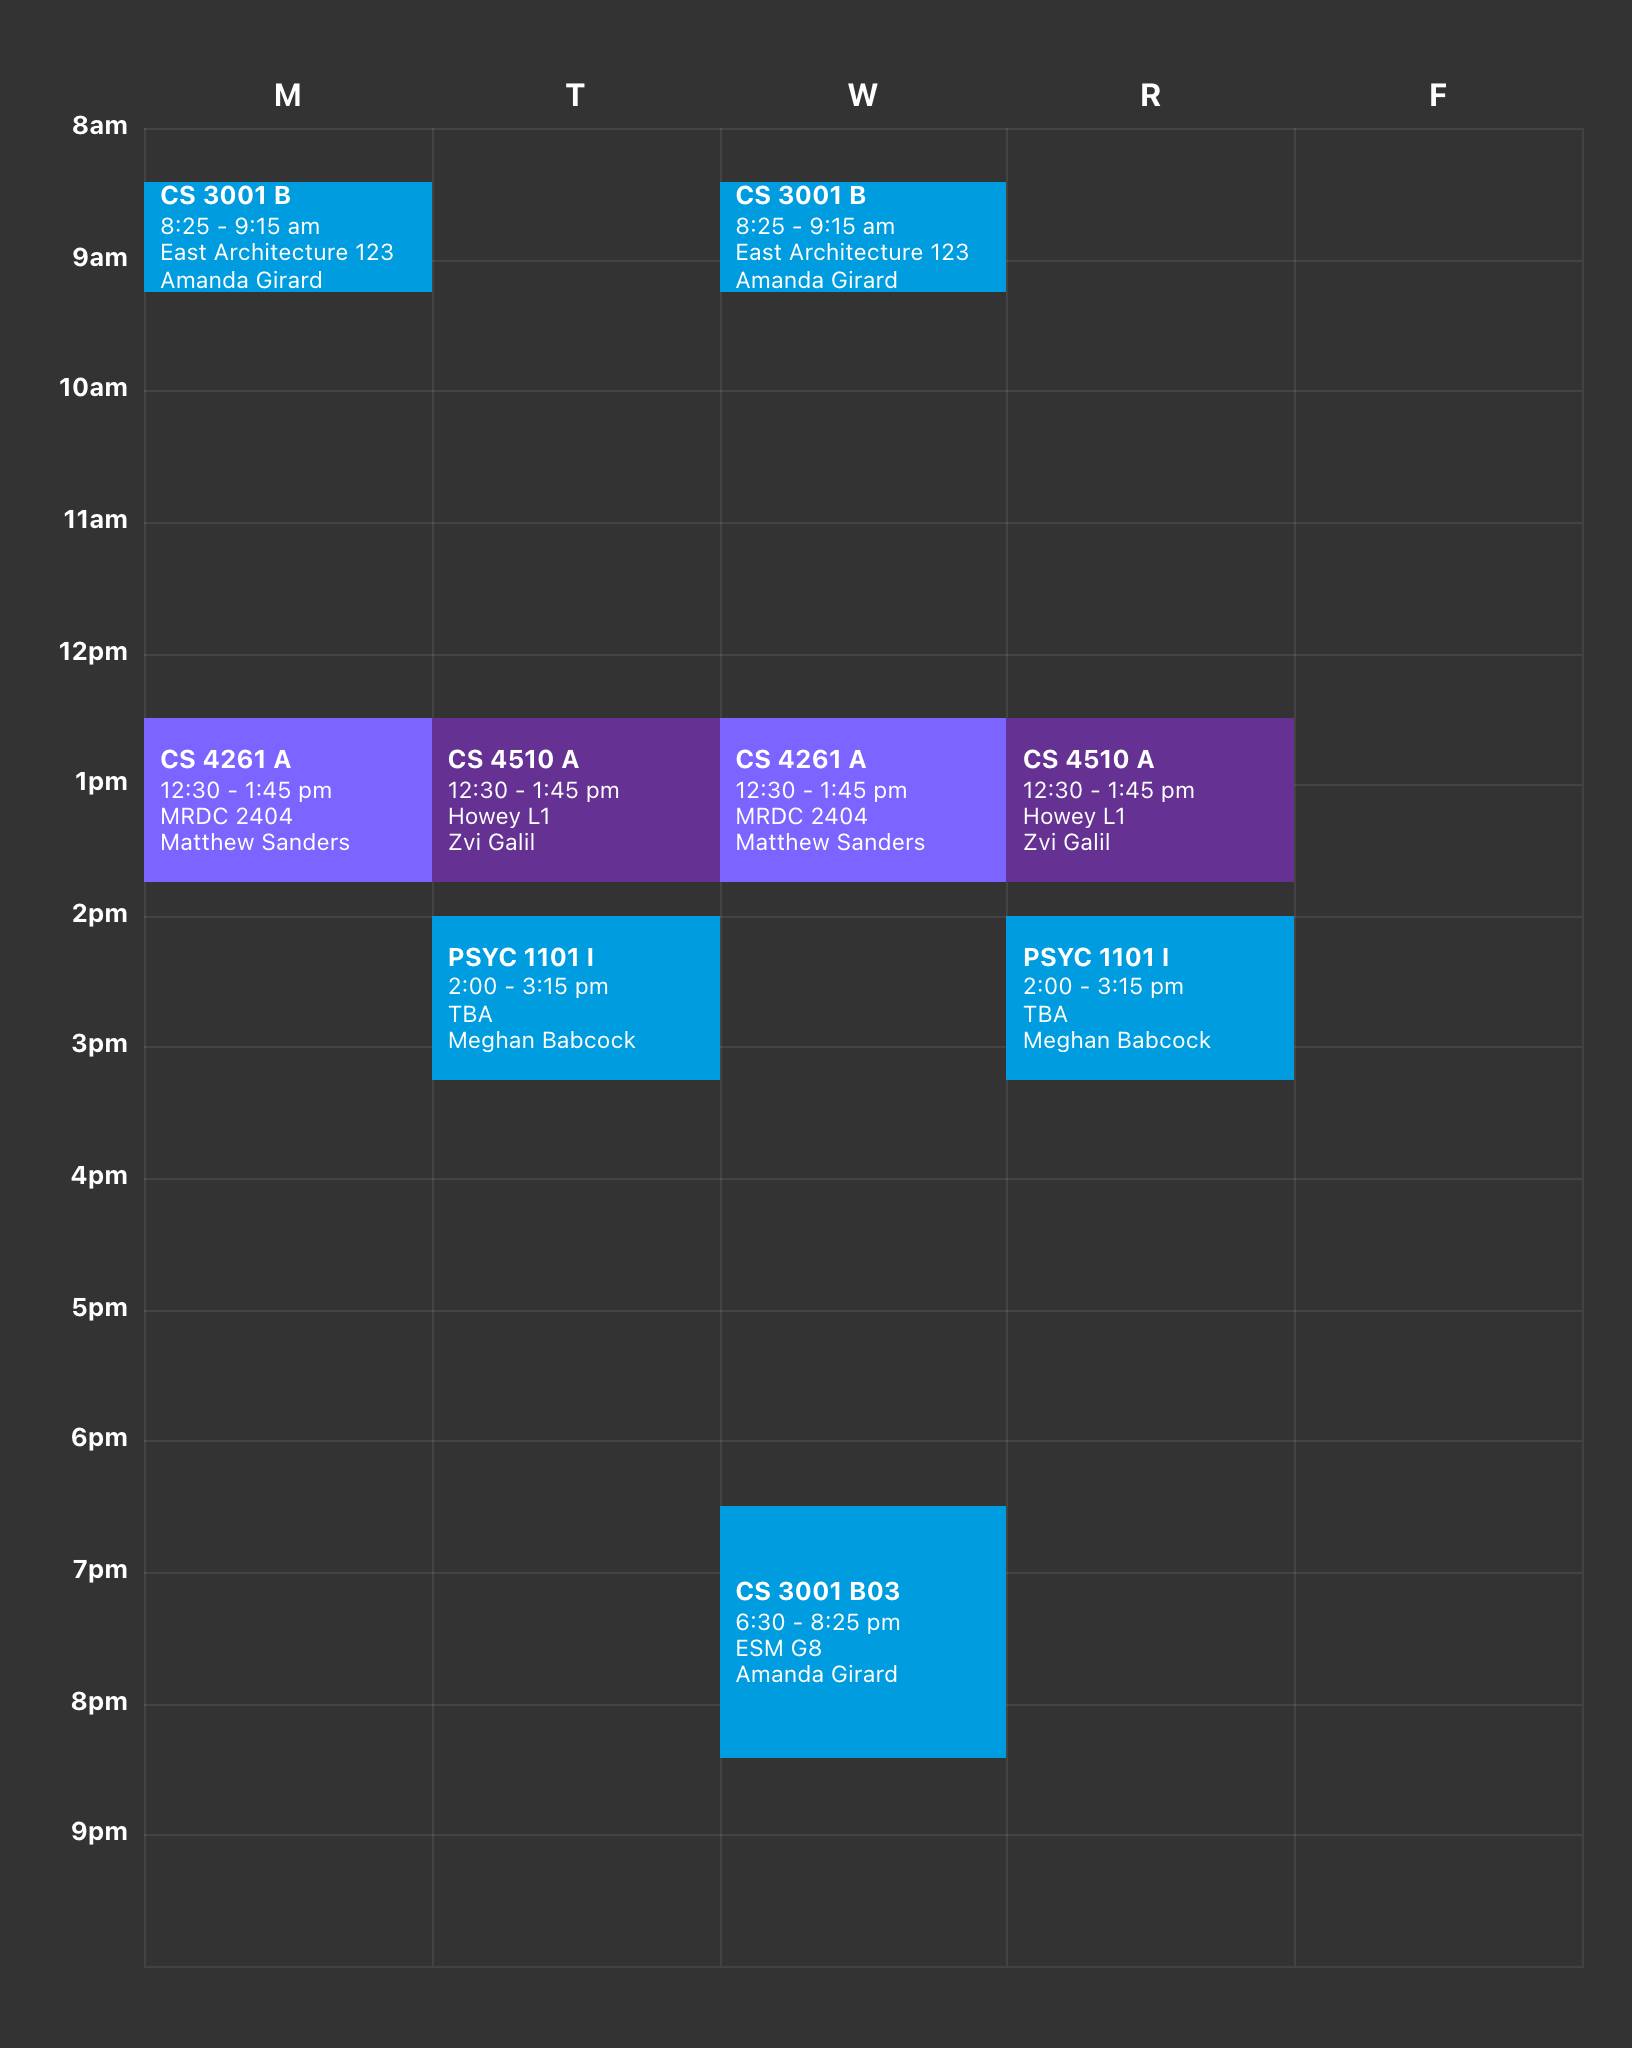 M
T
W
R
F
8am
CS 3001 B
8:25 - 9:15 am
East Architecture 123
Amanda Girard
CS 3001 B
8:25 - 9:15 am
East Architecture 123
Amanda Girard
9am
10am
11am
12pm
CS 4261 A
12:30 - 1:45 pm
MRDC 2404
Matthew Sanders
CS 4510 A
12:30 - 1:45 pm
Howey L1
Zvi Galil
CS 4261 A
12:30 - 1:45 pm
MRDC 2404
Matthew Sanders
CS 4510 A
12:30 - 1:45 pm
Howey L1
Zvi Galil
1pm
2pm
PSYC 1101 I
2:00 - 3:15 pm
TBA
Meghan Babcock
PSYC 1101 I
2:00 - 3:15 pm
TBA
Meghan Babcock
3pm
4pm
5pm
6pm
7pm
CS 3001 B03
6:30 - 8:25 pm
ESM G8
Amanda Girard
8pm
9pm